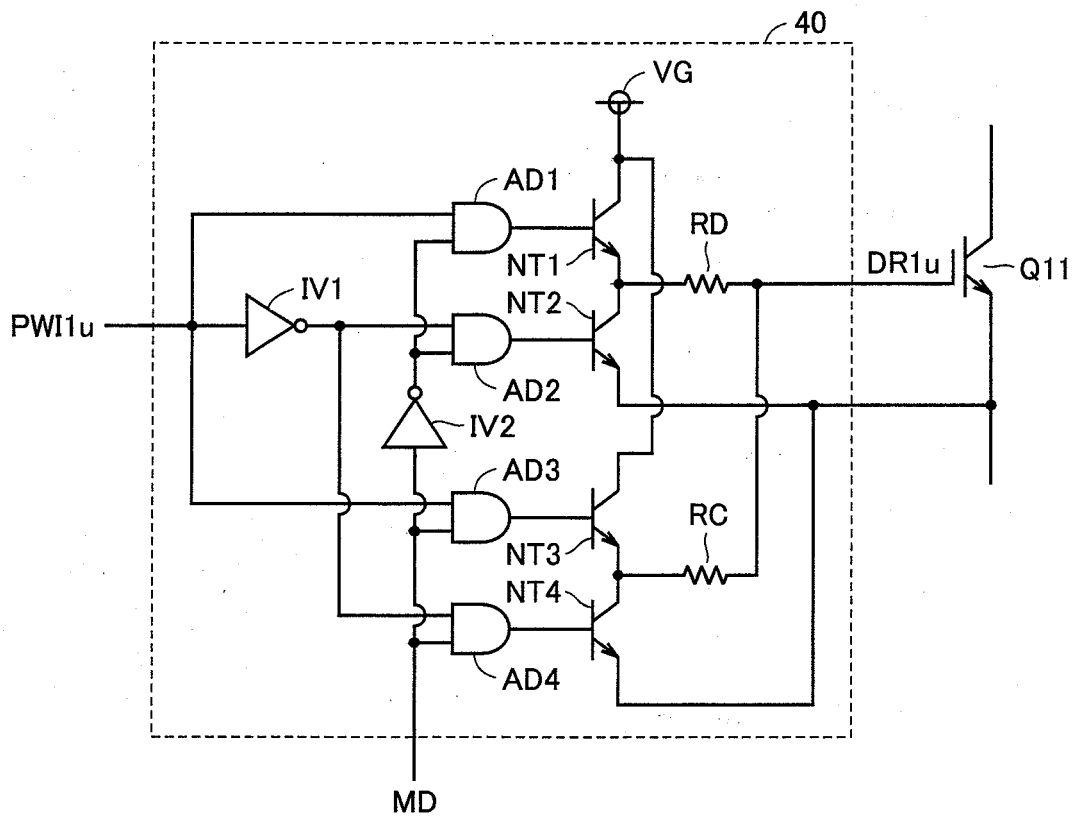 40
VG
AD1
RD
NT1
DR1u
Q11
IV1
NT2
PWI1u
AD2
IV2
AD3
RC
NT3
NT4
AD4
MD